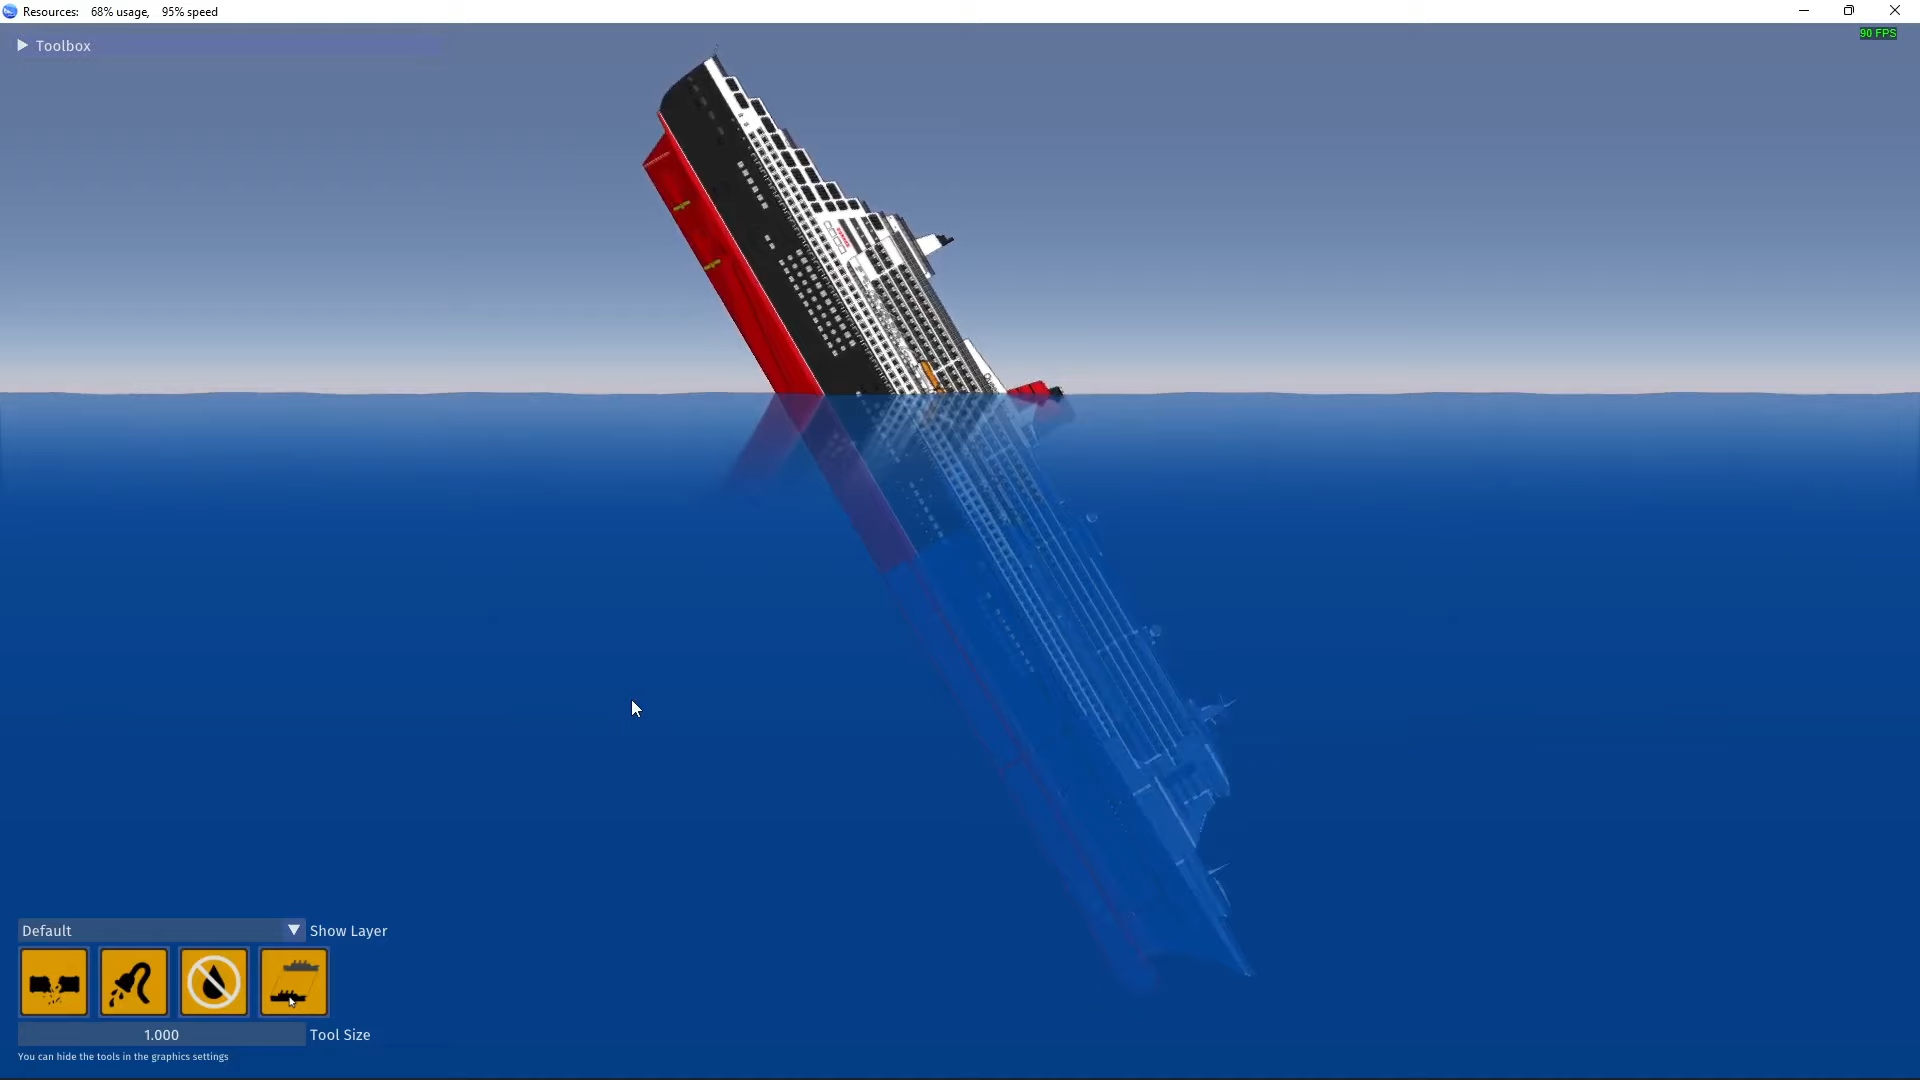 Resources: 68% usage, 95% speed
90 FPS
Toolbox
Default
Show Layer
1.000
Tool Size
You can hide the tools in the graphics settings